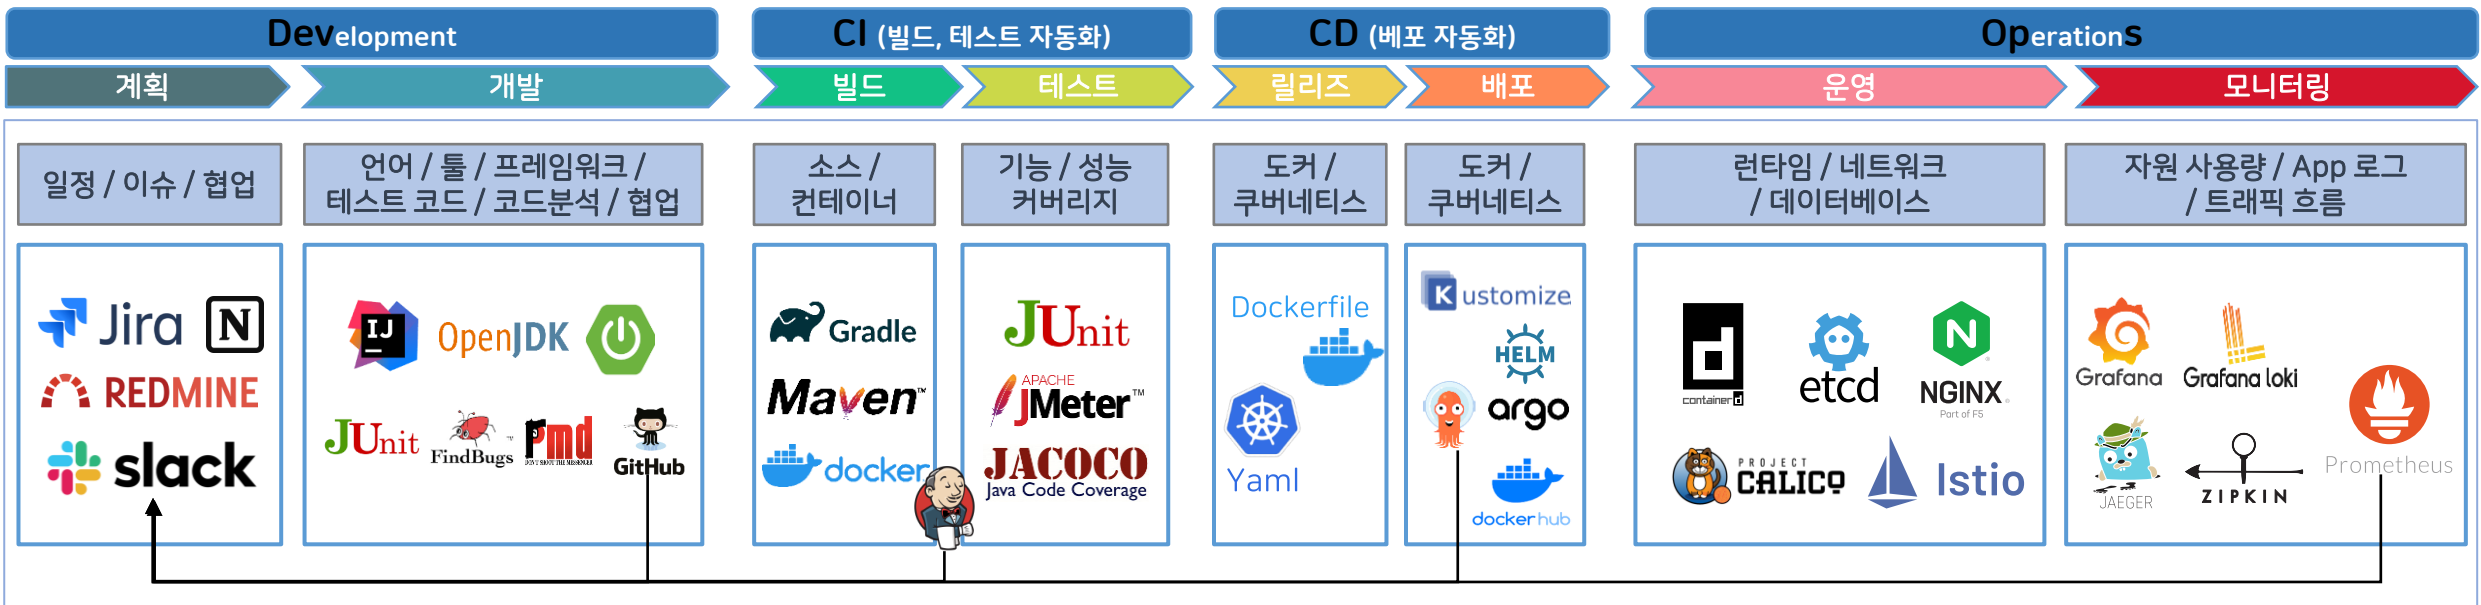 Development
CI (빌드, 테스트 자동화)
CD (베포 자동화)
Operations
계획
개발
빌드
테스트
릴리즈
배포
운영
모니터링
일정 / 이슈 / 협업
언어 / 툴 / 프레임워크 /
테스트 코드 / 코드분석 / 협업
소스 /
컨테이너
기능 / 성능
커버리지
도커 /
쿠버네티스
도커 /
쿠버네티스
런타임 / 네트워크
/ 데이터베이스
자원 사용량 / App 로그
/ 트래픽 흐름
Jira
N
REDMINE
slack
IJ
OpenJDK
JUnit
FindBugs
Pmd
DON'T SHOOT THE MESSENGER
GitHub
Gradle
Maven™
docker
JUnit
APACHE
JMeter™
JACOCO
Java Code Coverage
Dockerfile
Yaml
Kustomize
HELM
argo
docker hub
d
containerd
etcd
N
NGINX
Part of F5
PROJECT
CALICO
Istio
Grafana
Grafana loki
JAEGER
ZIPKIN
Prometheus